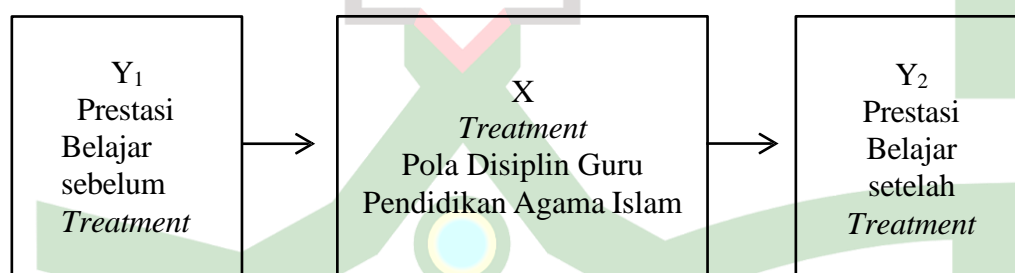 Y₁
Prestasi
Belajar
sebelum
Treatment
X
Treatment
Pola Disiplin Guru
Pendidikan Agama Islam
Y₂
Prestasi
Belajar
setelah
Treatment